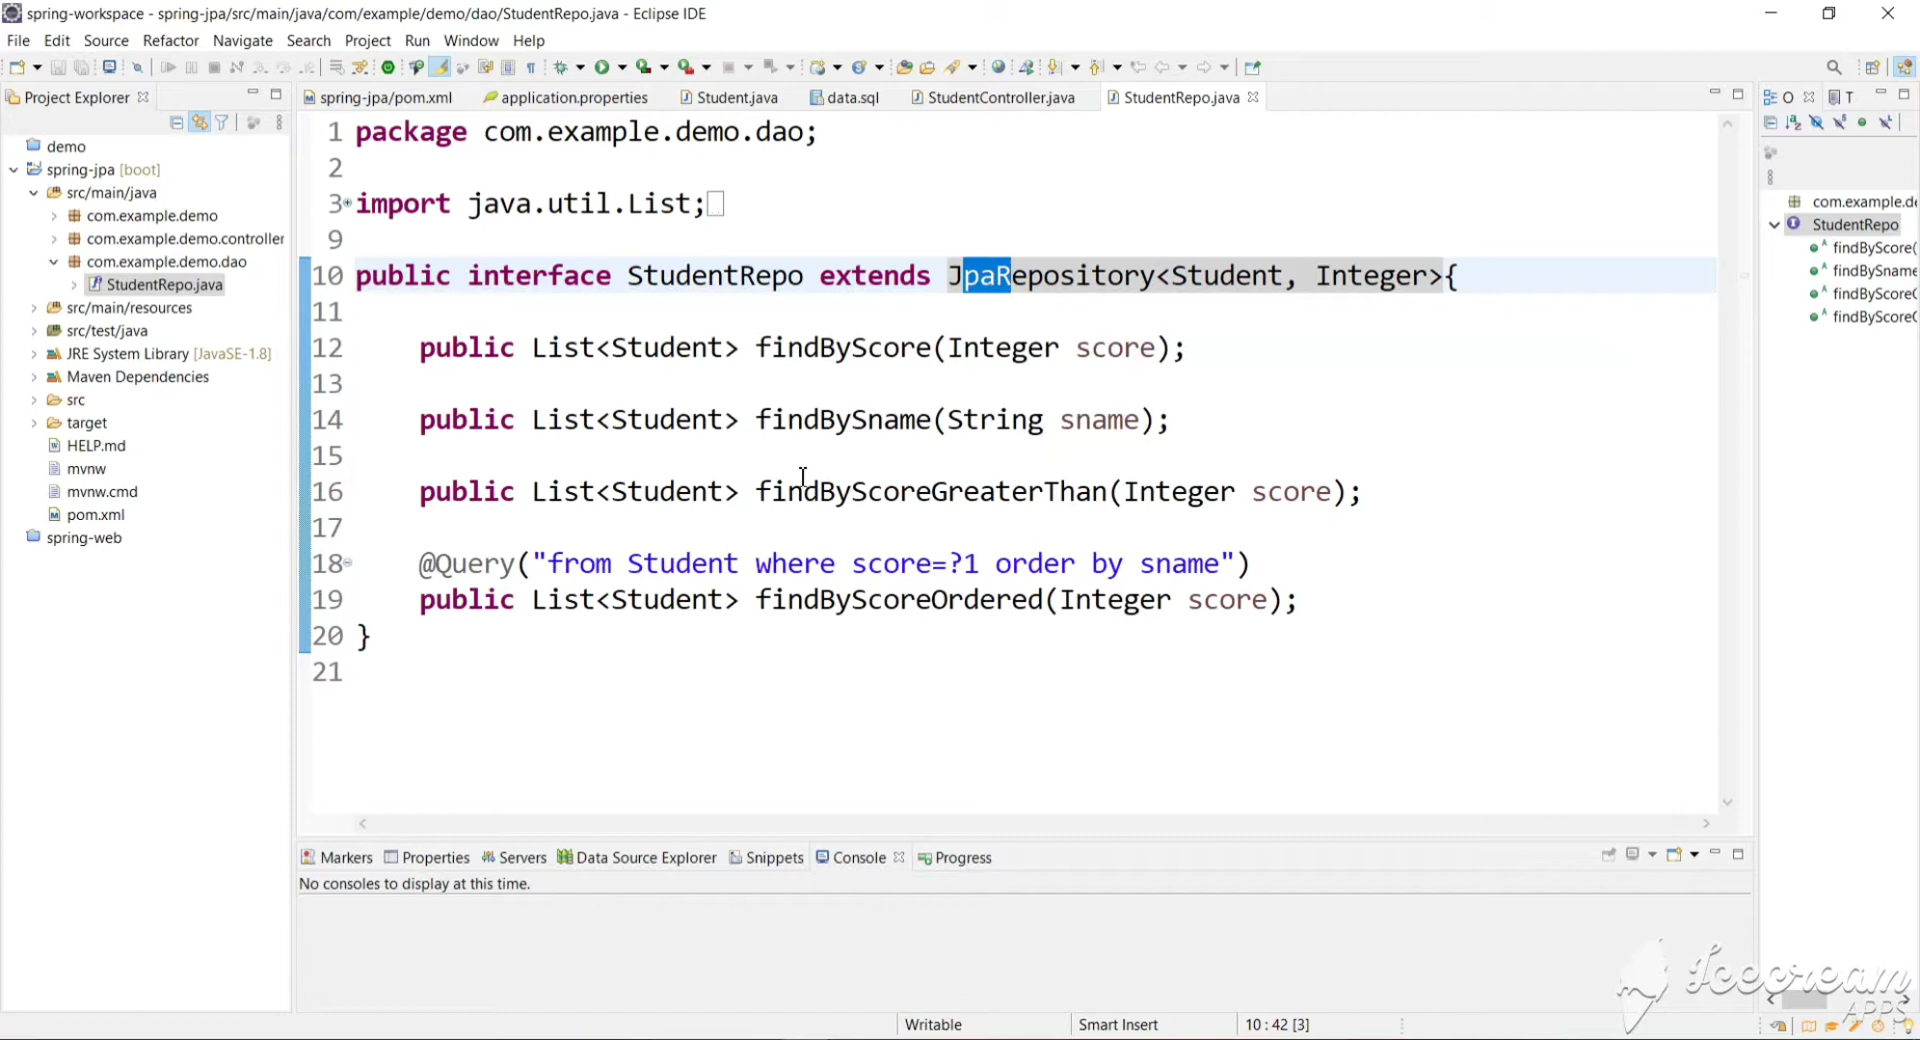 spring-workspace - spring-jpa/src/main/java/com/example/demo/dao/StudentRepo.java - Eclipse IDE
File Edit Source Refactor Navigate Search Project Run Window Help
Project Explorer
demo
spring-jpa [boot]
src/main/java
com.example.demo
com.example.demo.controller
com.example.demo.dao
StudentRepo.java
src/main/resources
src/test/java
JRE System Library [JavaSE-1.8]
Maven Dependencies
src
target
HELP.md
mvnw
mvnw.cmd
pom.xml
spring-web
spring-jpa/pom.xml application.properties Student.java data.sql StudentController.java StudentRepo.java
1 package com.example.demo.dao;
2
3 import java.util.List;
9
10 public interface StudentRepo extends JpaRepository<Student, Integer>{
11
12 public List<Student> findByScore(Integer score);
13
14 public List<Student> findBySname(String sname);
15
16 public List<Student> findByScoreGreaterThan(Integer score);
17
18 @Query("from Student where score=?1 order by sname")
19 public List<Student> findByScoreOrdered(Integer score);
20 }
21
O T
com.example.de
StudentRepo
findByScore(
findBySname
findByScoreG
findByScoreO
Markers Properties Servers Data Source Explorer Snippets Console Progress
No consoles to display at this time.
Writable Smart Insert 10 : 42 [3]
Icecream
APPS